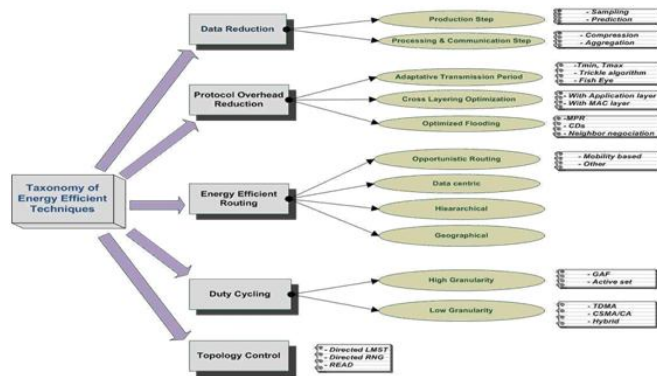 Taxonomy of
Energy Efficient
Techniques
Data Reduction
Production Step
- Sampling
- Prediction
Processing & Communication Step
- Compression
- Aggregation
Protocol Overhead
Reduction
Adaptative Transmission Period
-Tmin, Tmax
- Trickle algorithm
- Fish Eye
Cross Layering Optimization
- With Application layer
- With MAC layer
Optimized Flooding
-MPR
- CDs
- Neighbor negociation
Energy Efficient
Routing
Opportunistic Routing
- Mobility based
- Other
Data centric
Hieararchical
Geographical
Duty Cycling
High Granularity
- GAF
- Active set
Low Granularity
- TDMA
- CSMA/CA
- Hybrid
Topology Control
- Directed LMST
- Directed RNG
- READ